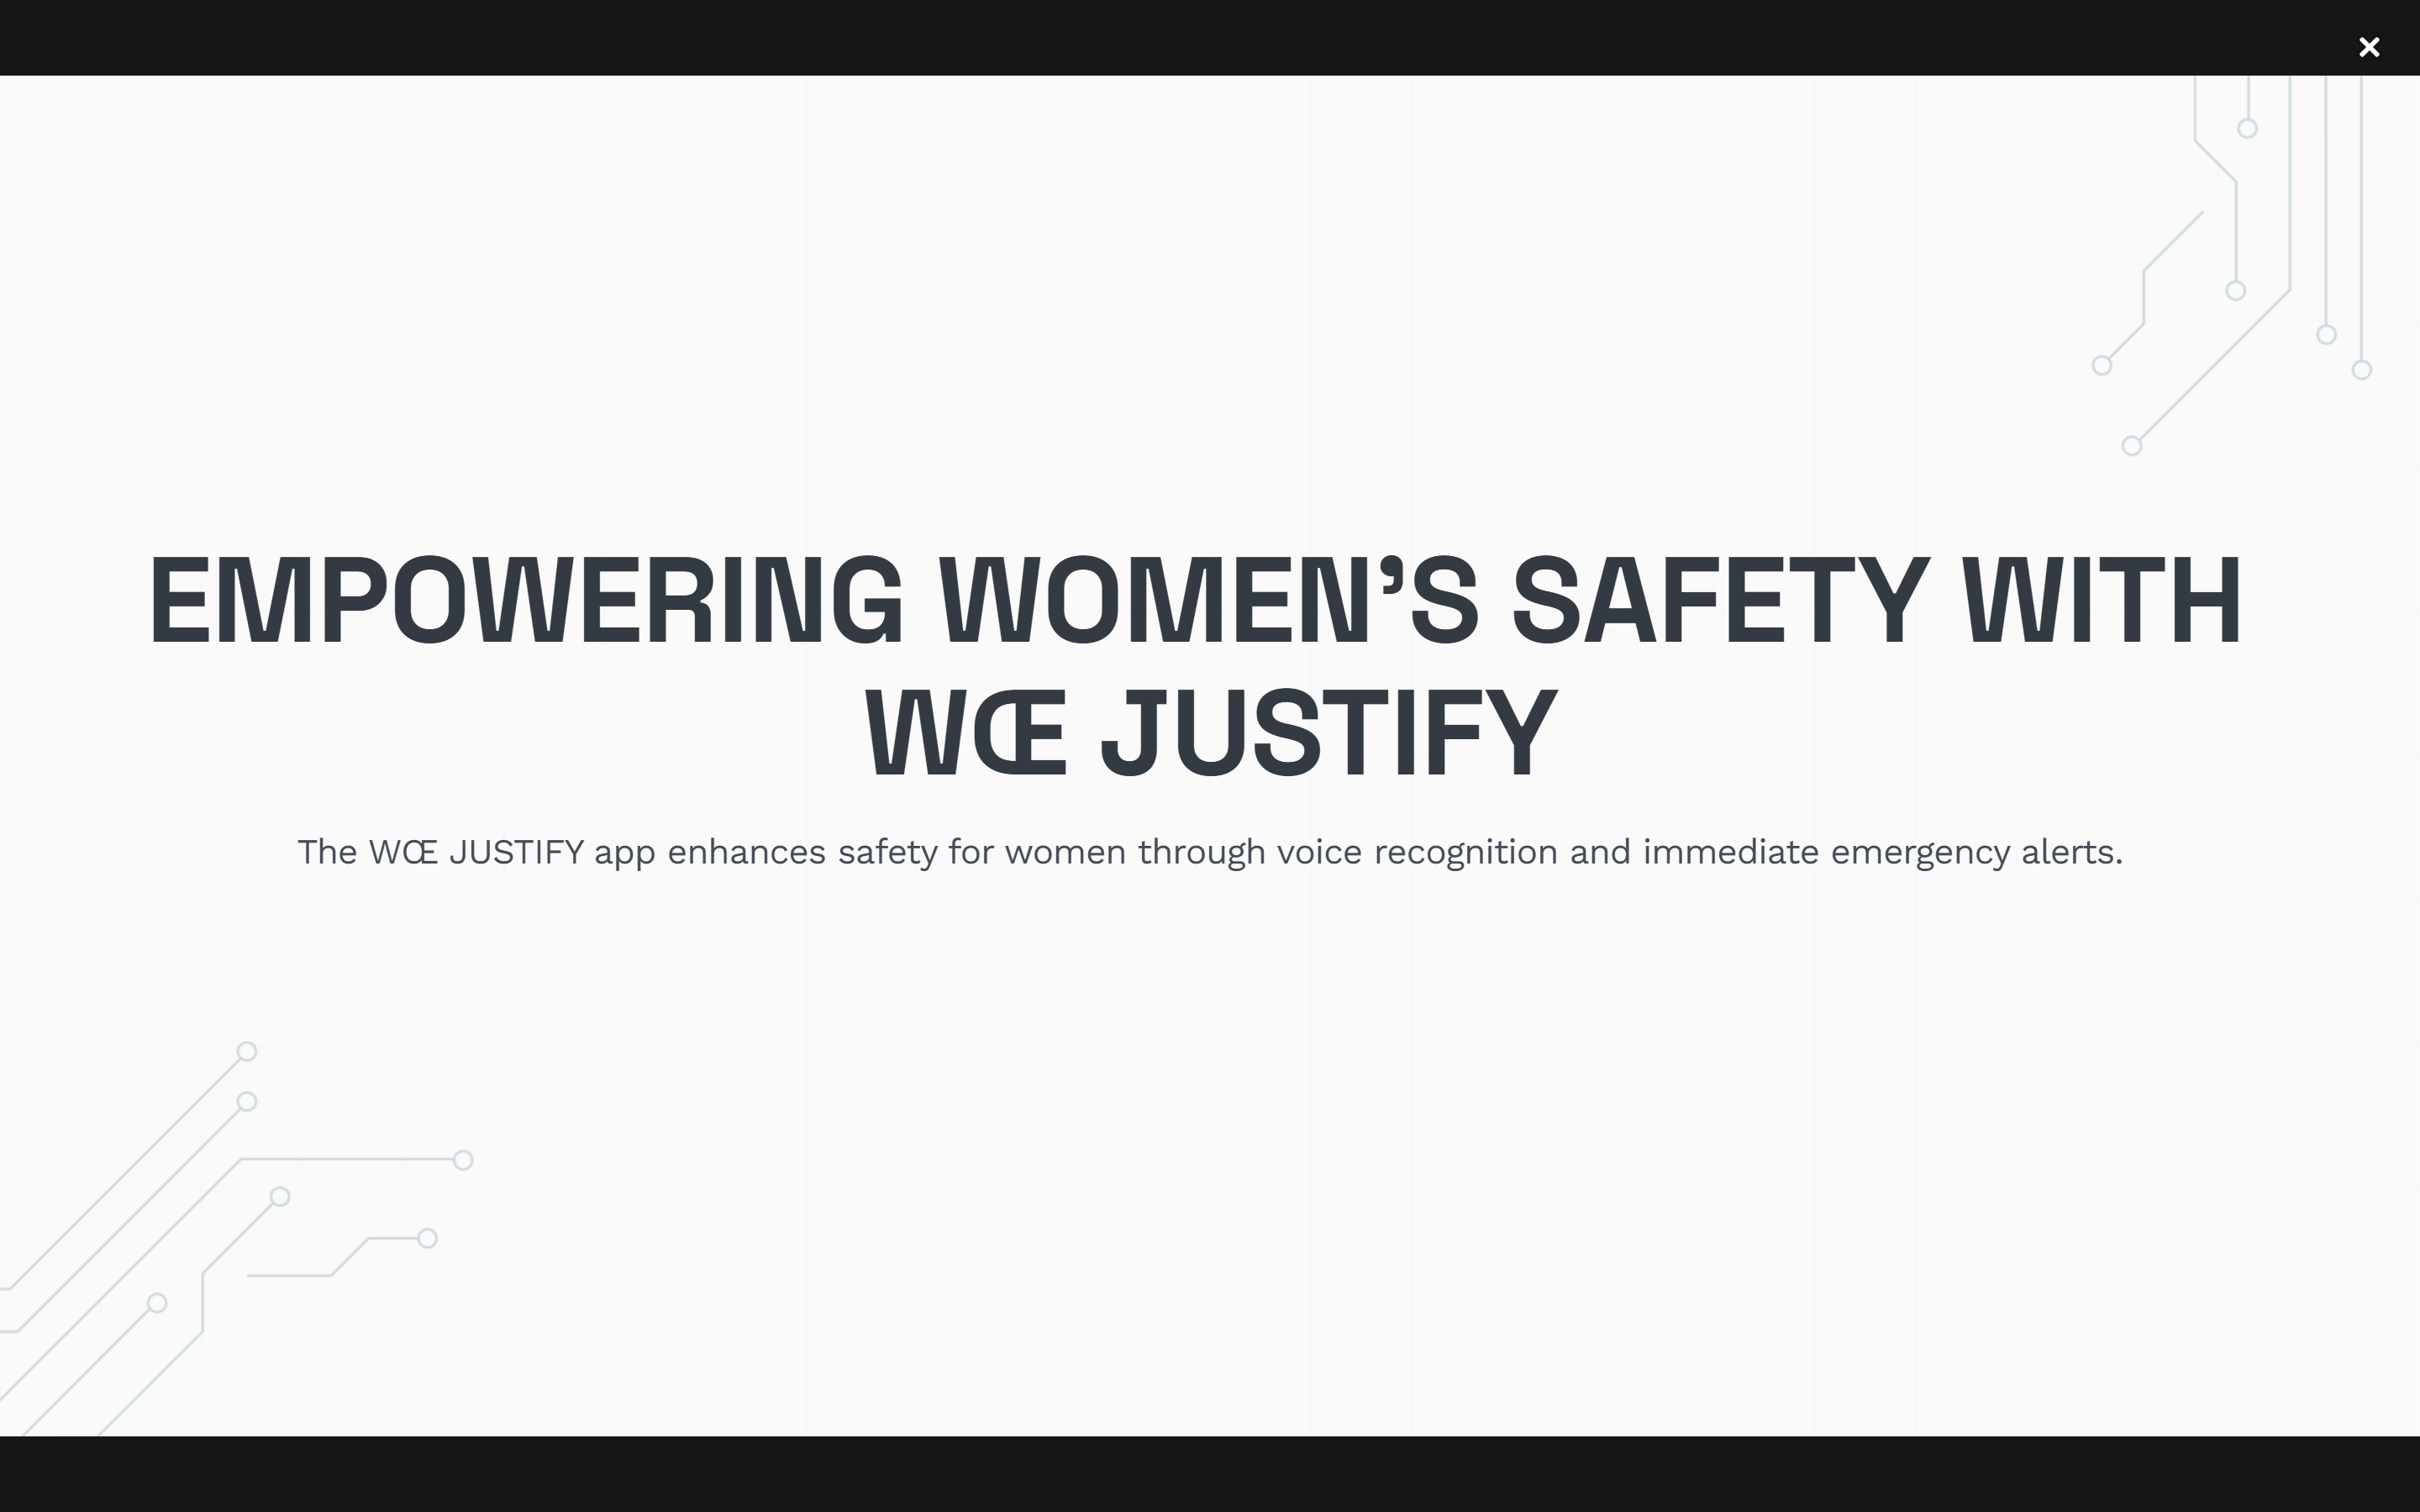 EMPOWERING WOMEN’S SAFETY WITH
WŒ JUSTIFY
The WŒ JUSTIFY app enhances safety for women through voice recognition and immediate emergency alerts.